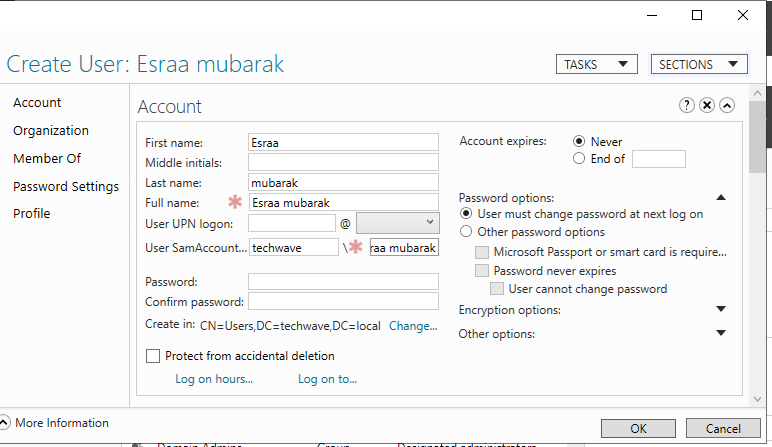 Create User: Esraa mubarak
TASKS
SECTIONS
Account
Organization
Member Of
Password Settings
Profile
Account
First name: Esraa
Middle initials:
Last name: mubarak
Full name: * Esraa mubarak
User UPN logon: @
User SamAccount... techwave \ * raa mubarak
Password:
Confirm password:
Create in: CN=Users,DC=techwave,DC=local Change...
Protect from accidental deletion
Log on hours... Log on to...
Account expires: Never
End of
Password options:
User must change password at next log on
Other password options
Microsoft Passport or smart card is require...
Password never expires
User cannot change password
Encryption options:
Other options:
More Information
OK
Cancel